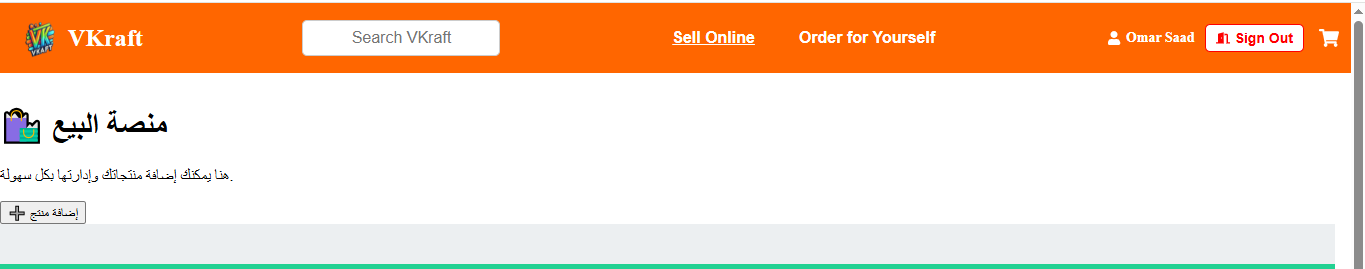 VKraft
VKRAFT
Search VKraft
Sell Online
Order for Yourself
Omar Saad
Sign Out
منصة البيع
هنا يمكنك إضافة منتجاتك وإدارتها بكل سهولة.
إضافة منتج